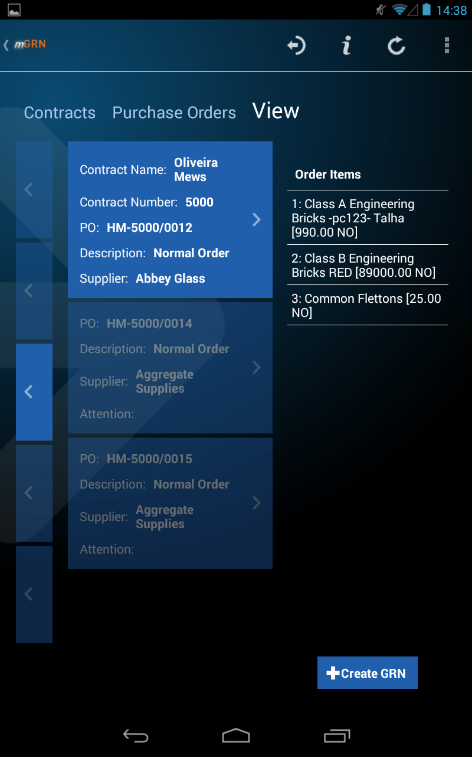 14:38
mGRN
i
Contracts Purchase Orders View
Contract Name: Oliveira
Mews
Contract Number: 5000
PO: HM-5000/0012
Description: Normal Order
Supplier: Abbey Glass
PO: HM-5000/0014
Description: Normal Order
Supplier: Aggregate
Supplies
Attention:
PO: HM-5000/0015
Description: Normal Order
Supplier: Aggregate
Supplies
Attention:
Order Items
1: Class A Engineering
Bricks -pc123- Talha
[990.00 NO]
2: Class B Engineering
Bricks RED [89000.00 NO]
3: Common Flettons [25.00
NO]
Create GRN